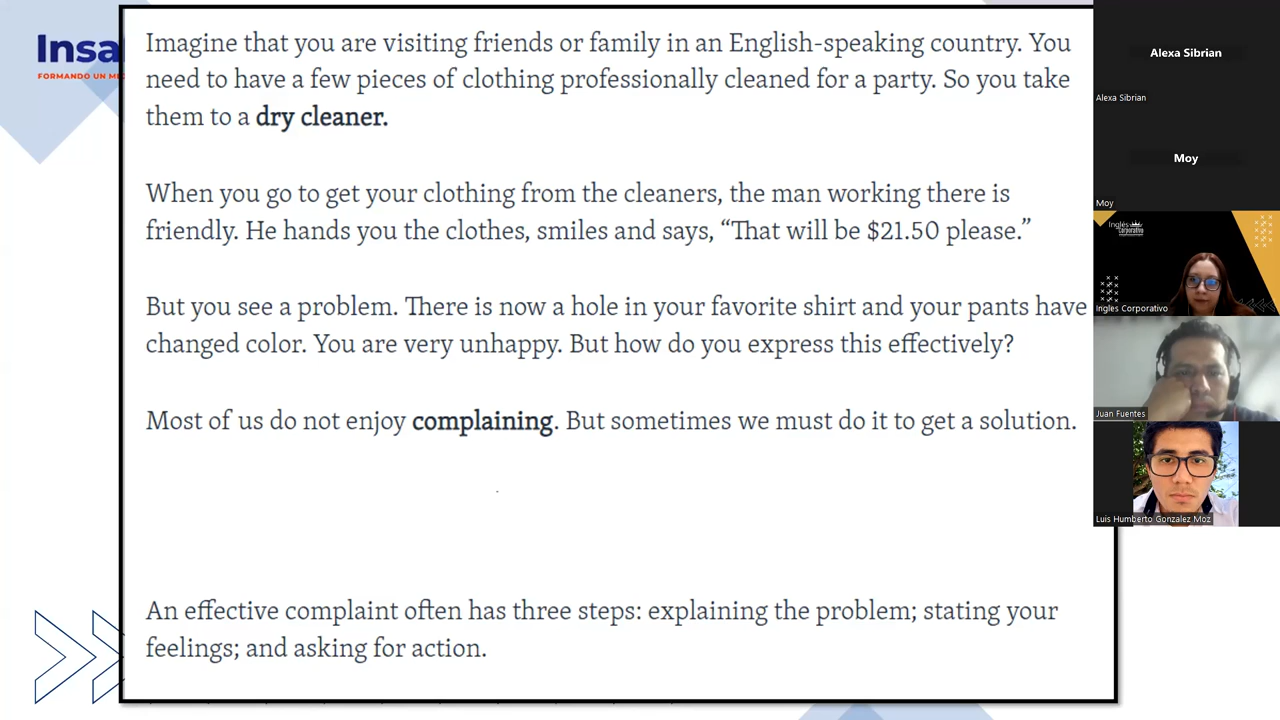 Insa
FORMANDO UN M
Imagine that you are visiting friends or family in an English-speaking country. You
need to have a few pieces of clothing professionally cleaned for a party. So you take
them to a dry cleaner.
When you go to get your clothing from the cleaners, the man working there is
friendly. He hands you the clothes, smiles and says, “That will be $21.50 please.”
But you see a problem. There is now a hole in your favorite shirt and your pants have
changed color. You are very unhappy. But how do you express this effectively?
Most of us do not enjoy complaining. But sometimes we must do it to get a solution.
An effective complaint often has three steps: explaining the problem; stating your
feelings; and asking for action.
Alexa Sibrian
Alexa Sibrian
Moy
Moy
Inglés
Corporativo
Ingles Corporativo
Juan Fuentes
Luis Humberto Gonzalez Moz